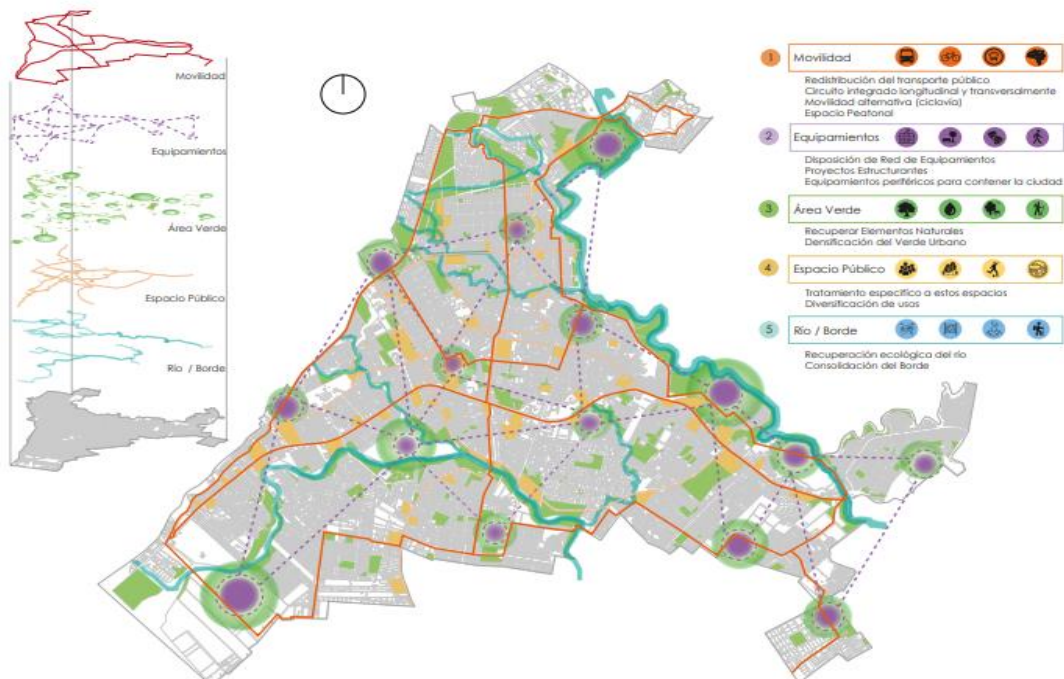 Movilidad
Equipamientos
Área Verde
Espacio Público
Río / Borde
1 Movilidad
Redistribución del transporte público
Circuito integrado longitudinal y transversalmente
Movilidad alternativa (ciclovía)
Espacio Peatonal
2 Equipamientos
Disposición de Red de Equipamientos
Proyectos Estructurantes
Equipamientos periféricos para contener la ciudad
3 Área Verde
Recuperar Elementos Naturales
Densificación del Verde Urbano
4 Espacio Público
Tratamiento especifico a estos espacios
Diversificación de usos
5 Río / Borde
Recuperación ecológica del río
Consolidación del Borde